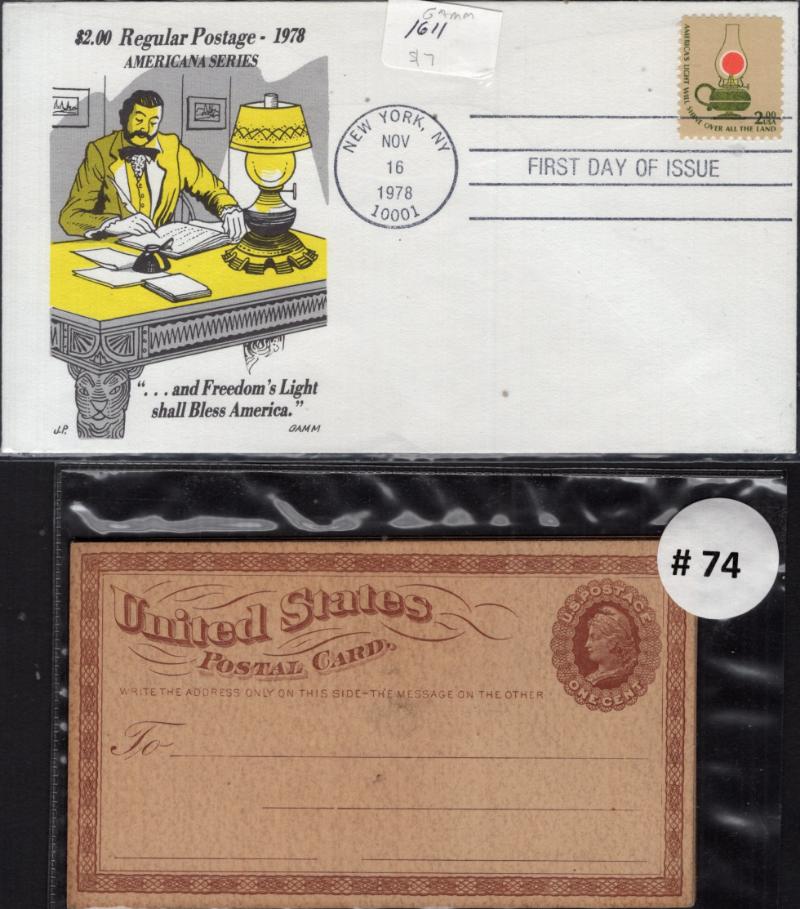 $2.00 Regular Postage - 1978
AMERICANA SERIES
GAMM
1611
$7
AMERICA'S LIGHT WILL SHINE OVER ALL THE LAND
2.00
USA
NEW YORK, NY
NOV
16
1978
10001
FIRST DAY OF ISSUE
"... and Freedom's Light
shall Bless America."
J.P.
GAMM
# 74
United States
POSTAL CARD.
WRITE THE ADDRESS ONLY ON THIS SIDE-THE MESSAGE ON THE OTHER
U.S. POSTAGE
ONE CENT
To